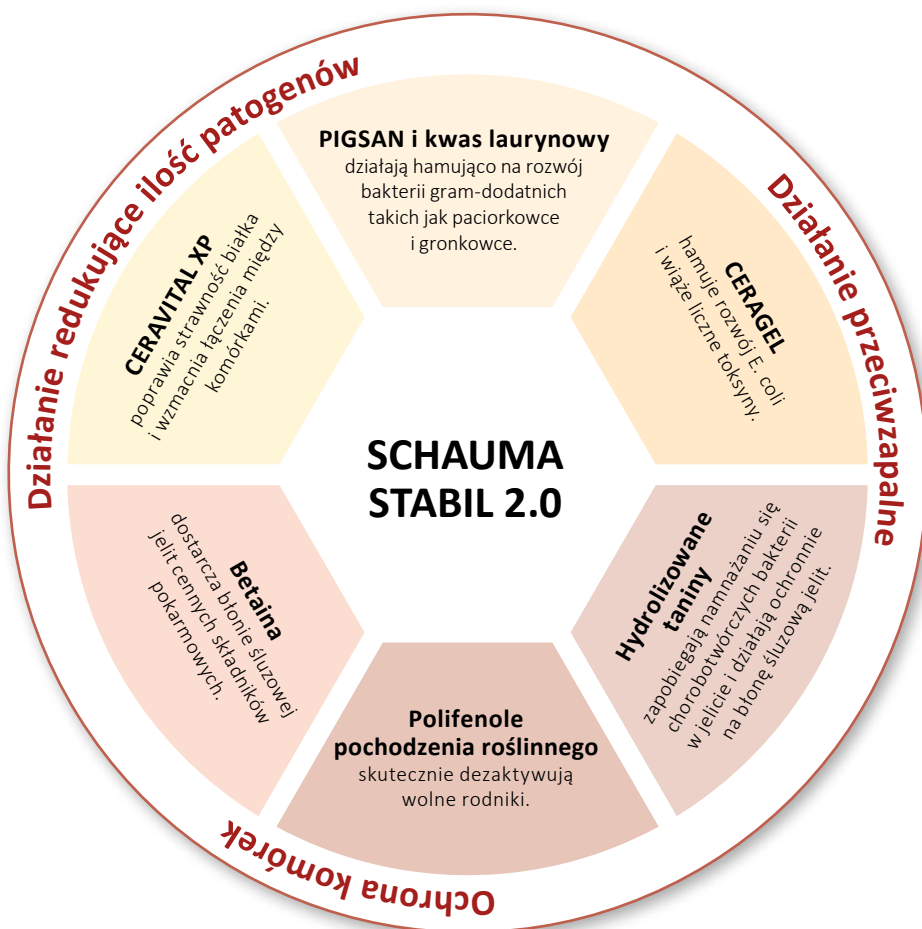 Działanie redukujące ilość patogenów
Działanie przeciwzapalne
Ochrona komórek
SCHAUMA
STABIL 2.0
PIGSAN i kwas laurynowy
działają hamująco na rozwój
bakterii gram-dodatnich
takich jak paciorkowce
i gronkowce.
CERAGEL
hamuje rozwój E. coli
i wiąże liczne toksyny.
Hydrolizowane
taniny
zapobiegają namnażaniu się
chorobotwórczych bakterii
w jelicie i działają ochronnie
na błonę śluzową jelit.
Polifenole
pochodzenia roślinnego
skutecznie dezaktywują
wolne rodniki.
Betaina
dostarcza błonie śluzowej
jelit cennych składników
pokarmowych.
CERAVITAL XP
poprawia strawność białka
i wzmacnia łączenia między
komórkami.